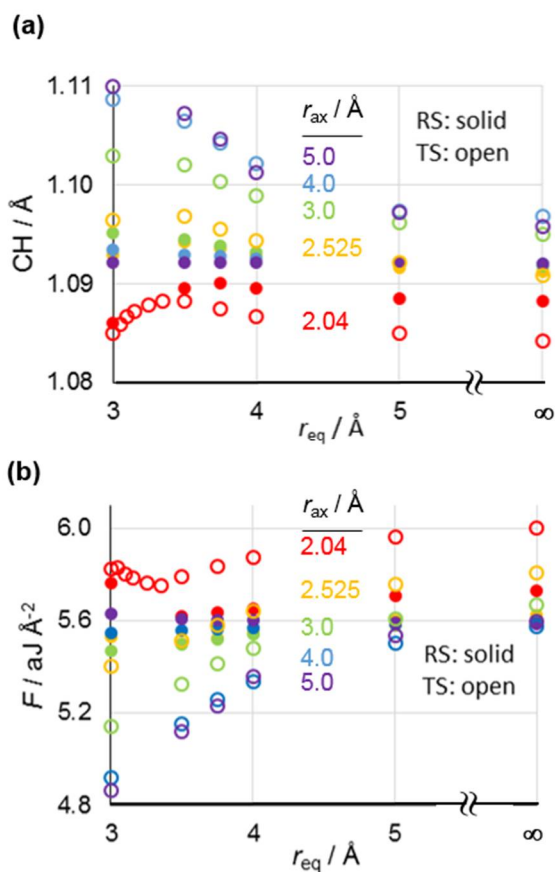 (a)
1.11
1.10
1.09
1.08
CH / Å
r_ax / Å
5.0
4.0
3.0
2.525
2.04
RS: solid
TS: open
3
4
5
∞
r_eq / Å
(b)
6.0
5.6
5.2
4.8
F / aJ Å⁻²
r_ax / Å
2.04
2.525
3.0
4.0
5.0
RS: solid
TS: open
3
4
5
∞
r_eq / Å